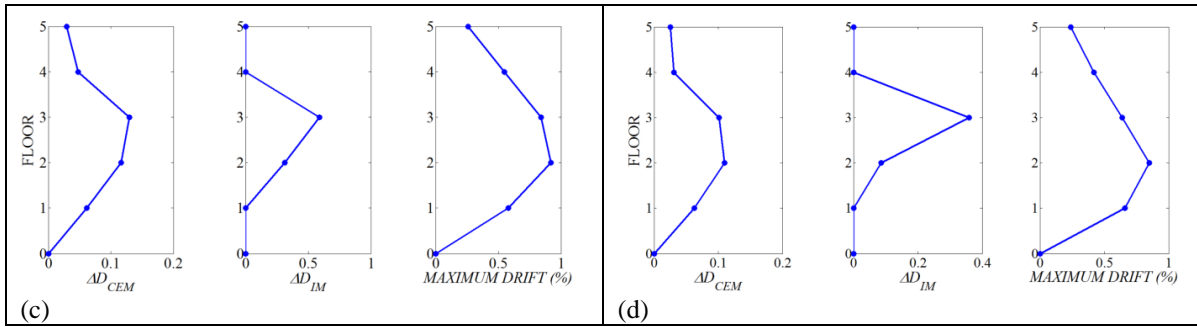 5 5 5 5 5 5
4 4 4 4 4 4
3 3 3 3 3 3
FLOOR FLOOR
2 2 2 2 2 2
1 1 1 1 1 1
0 0 0 0 0 0
0 0.1 0.2 0 0.5 1 0 0.5 1 0 0.1 0.2 0 0.2 0.4 0 0.5 1
ΔD_CEM ΔD_IM MAXIMUM DRIFT (%) ΔD_CEM ΔD_IM MAXIMUM DRIFT (%)
(c) (d)